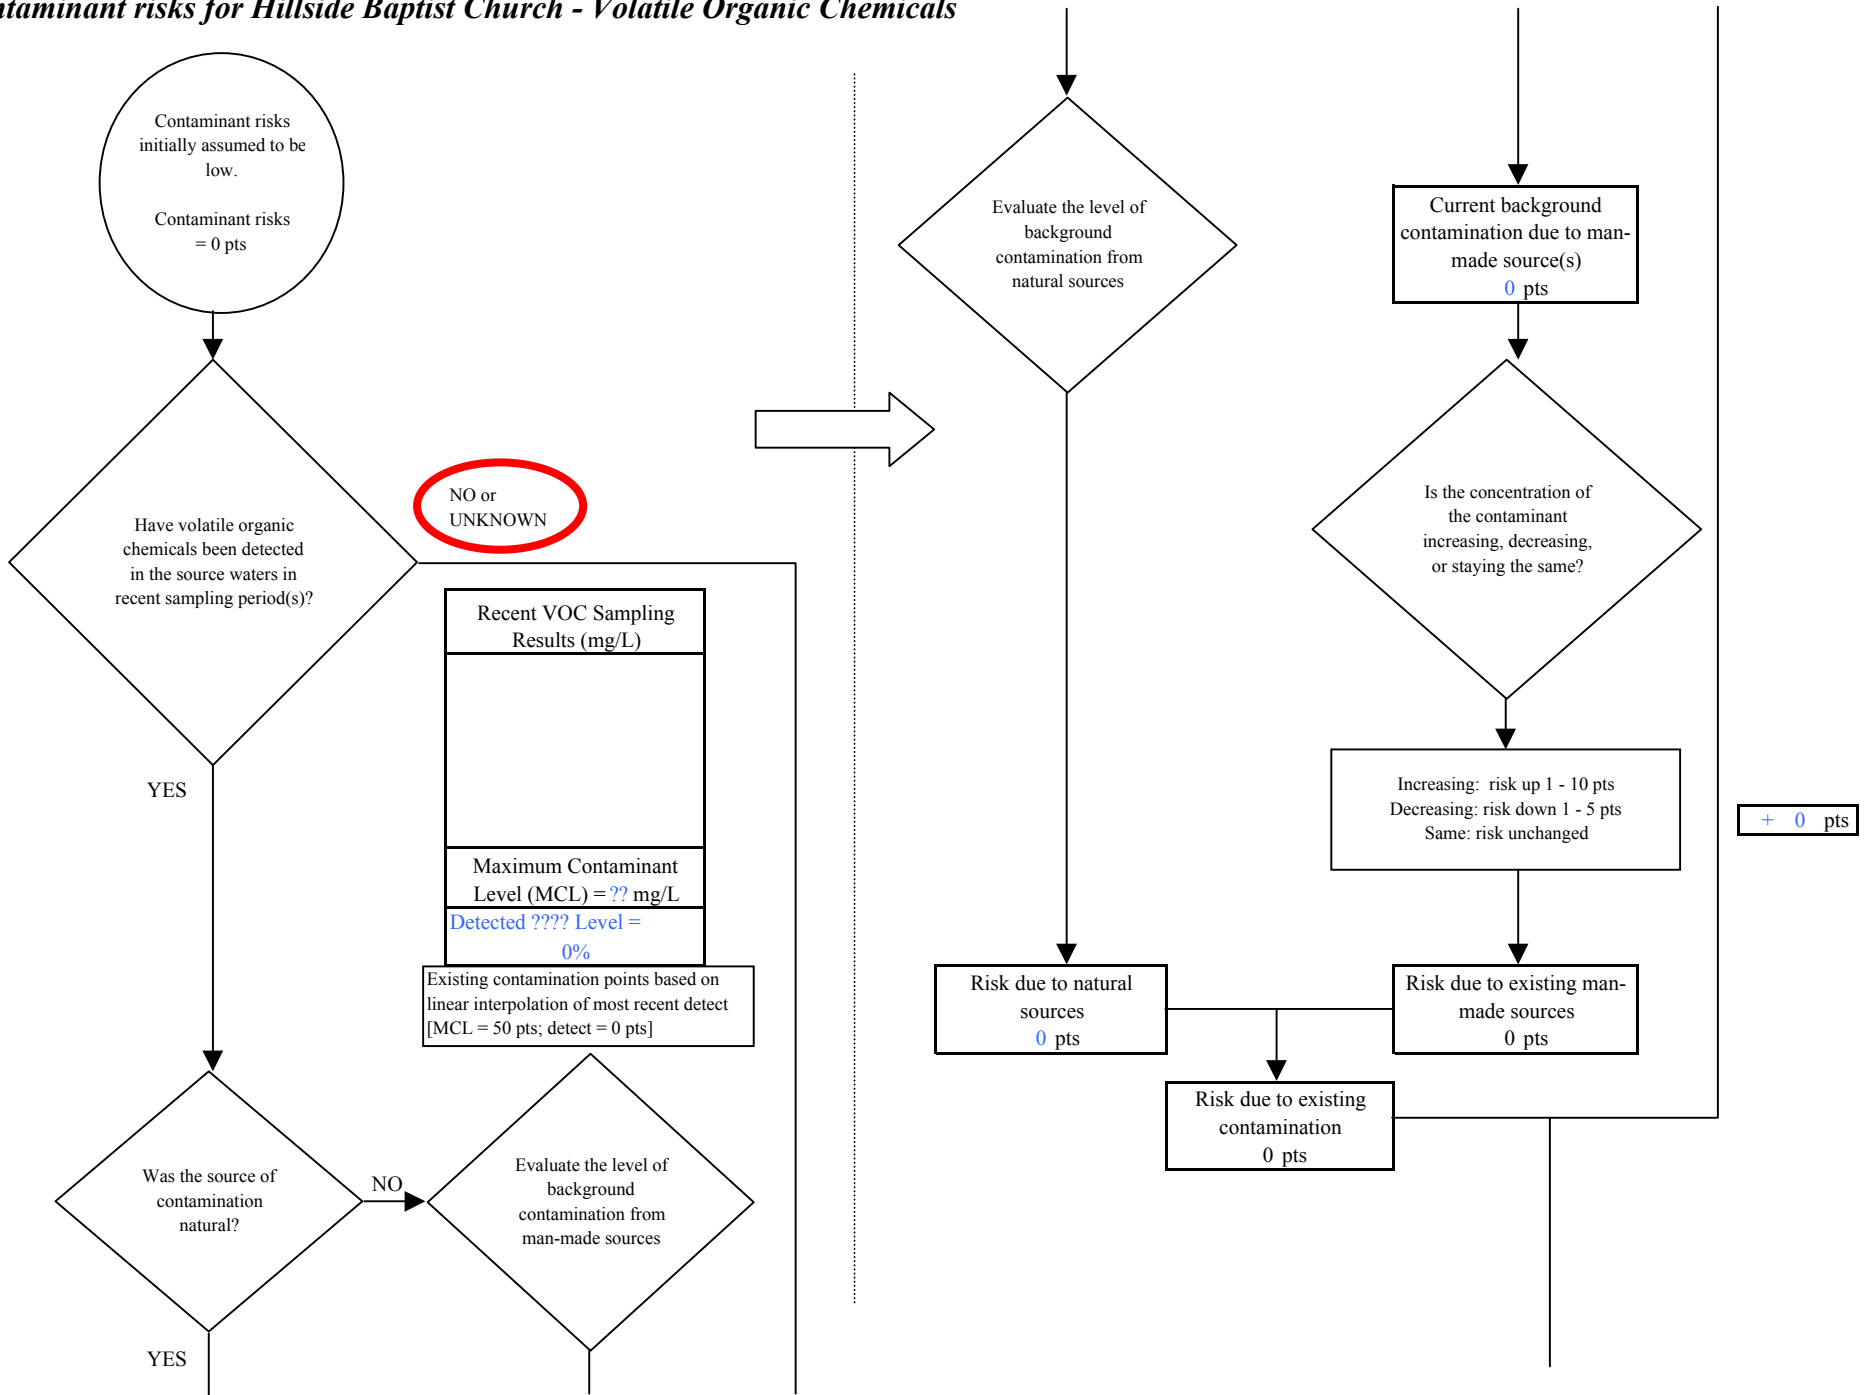 ntaminant risks for Hillside Baptist Church - Volatile Organic Chemicals
Contaminant risks
initially assumed to be
low.
Contaminant risks
= 0 pts
Have volatile organic
chemicals been detected
in the source waters in
recent sampling period(s)?
NO or
UNKNOWN
YES
Recent VOC Sampling
Results (mg/L)
Maximum Contaminant
Level (MCL) = ?? mg/L
Detected ???? Level =
0%
Existing contamination points based on
linear interpolation of most recent detect
[MCL = 50 pts; detect = 0 pts]
Was the source of
contamination
natural?
NO
YES
Evaluate the level of
background
contamination from
man-made sources
Evaluate the level of
background
contamination from
natural sources
Current background
contamination due to man-
made source(s)
0 pts
Is the concentration of
the contaminant
increasing, decreasing,
or staying the same?
Increasing: risk up 1 - 10 pts
Decreasing: risk down 1 - 5 pts
Same: risk unchanged
+ 0 pts
Risk due to natural
sources
0 pts
Risk due to existing man-
made sources
0 pts
Risk due to existing
contamination
0 pts